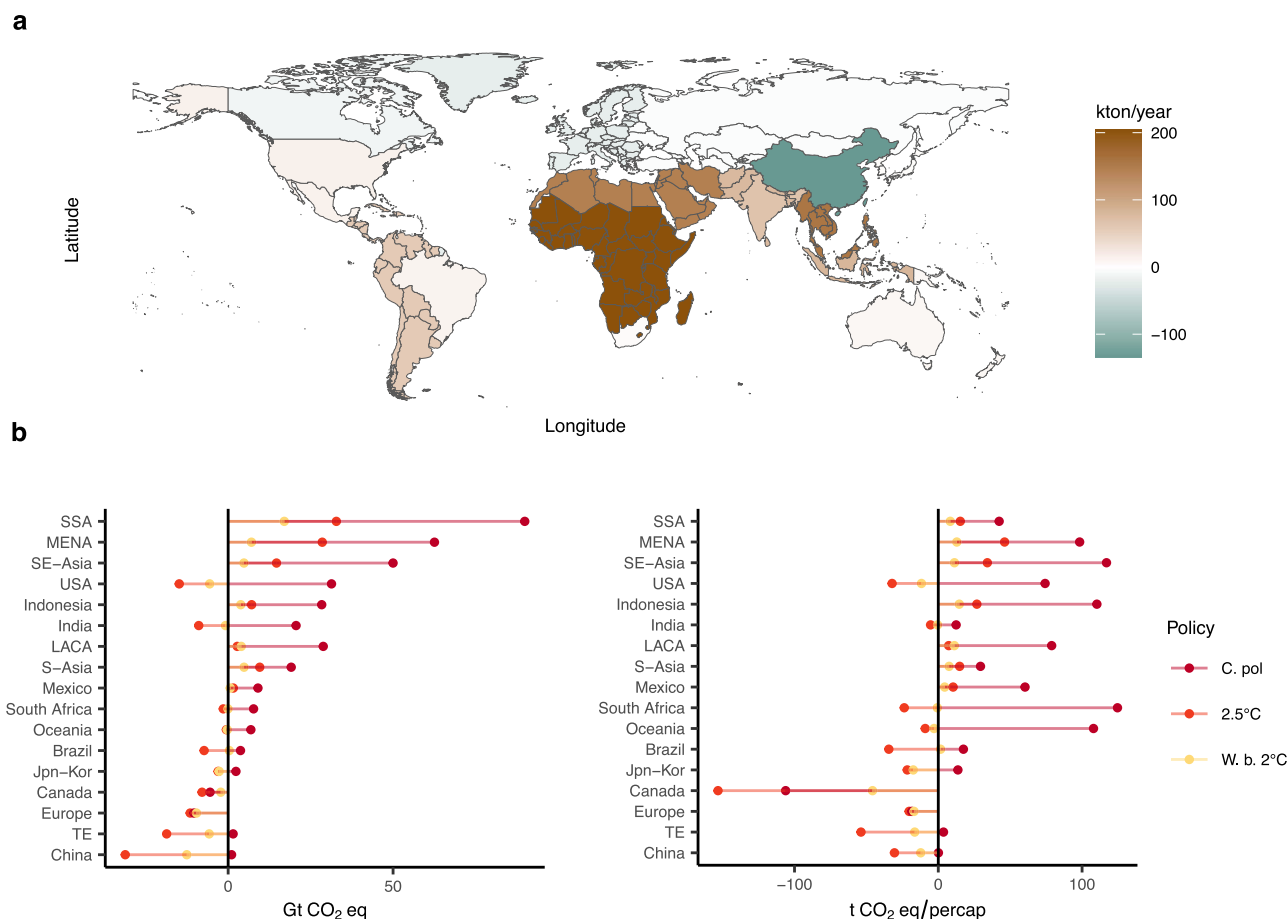 a
Latitude
Longitude
kton/year
200
100
0
−100
b
SSA
MENA
SE−Asia
USA
Indonesia
India
LACA
S−Asia
Mexico
South Africa
Oceania
Brazil
Jpn−Kor
Canada
Europe
TE
China
0
50
Gt CO₂ eq
SSA
MENA
SE−Asia
USA
Indonesia
India
LACA
S−Asia
Mexico
South Africa
Oceania
Brazil
Jpn−Kor
Canada
Europe
TE
China
−100
0
100
t CO₂ eq/percap
Policy
C. pol
2.5°C
W. b. 2°C